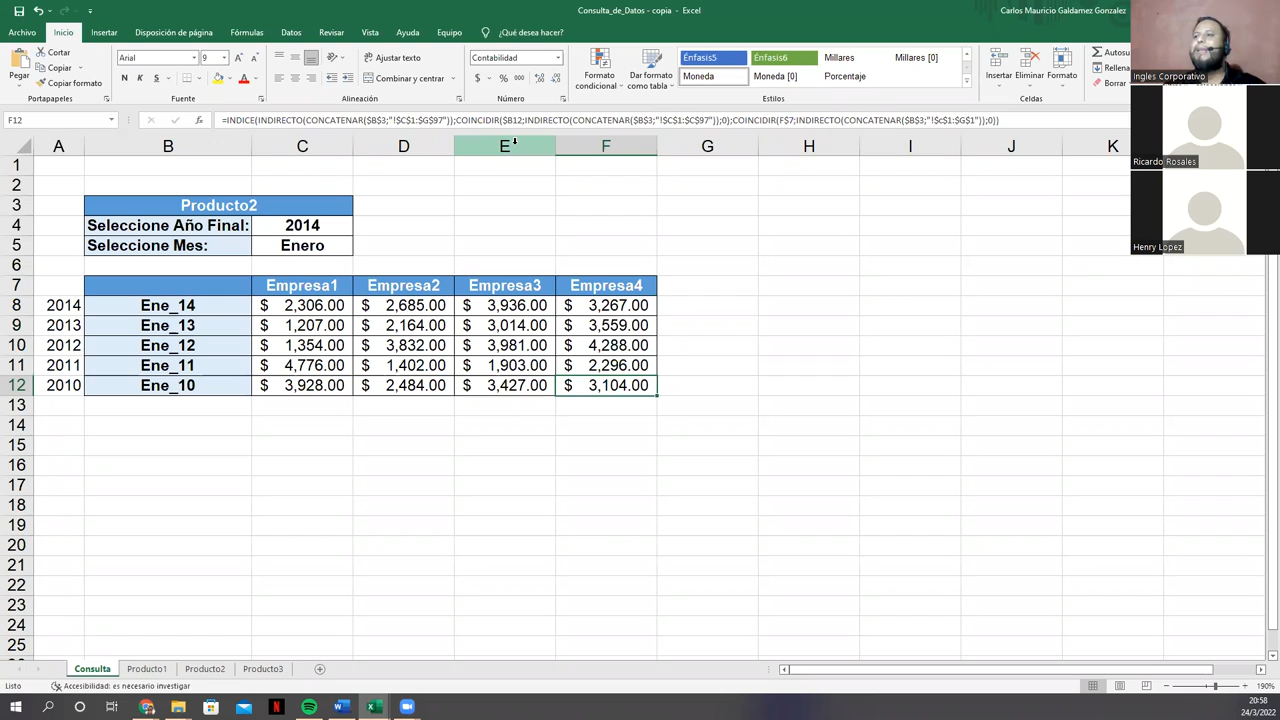 Consulta_de_Datos - copia - Excel
Carlos Mauricio Galdamez Gonzalez
Archivo Inicio Insertar Disposición de página Fórmulas Datos Revisar Vista Ayuda Equipo ¿Qué desea hacer?
Pegar
Cortar
Copiar
Copiar formato
Portapapeles
Arial 9
N K S
Fuente
Ajustar texto
Combinar y centrar
Alineación
Contabilidad
$ % 000
Número
Formato condicional
Dar formato como tabla
Énfasis5 Énfasis6 Millares Millares [0]
Moneda Moneda [0] Porcentaje
Estilos
Insertar Eliminar Formato
Celdas
Autosu
Rellena
Borrar
Ingles Corporativo
Ricardo Rosales
Henry Lopez
F12 =INDICE(INDIRECTO(CONCATENAR($B$3;"!$C$1:$G$97"));COINCIDIR($B12;INDIRECTO(CONCATENAR($B$3;"!$C$1:$C$97"));0);COINCIDIR(F$7;INDIRECTO(CONCATENAR($B$3;"!$c$1:$G$1"));0))
A B C D E F G H I J K
1
2
3 Producto2
4 Seleccione Año Final: 2014
5 Seleccione Mes: Enero
6
7 Empresa1 Empresa2 Empresa3 Empresa4
8 2014 Ene_14 $ 2,306.00 $ 2,685.00 $ 3,936.00 $ 3,267.00
9 2013 Ene_13 $ 1,207.00 $ 2,164.00 $ 3,014.00 $ 3,559.00
10 2012 Ene_12 $ 1,354.00 $ 3,832.00 $ 3,981.00 $ 4,288.00
11 2011 Ene_11 $ 4,776.00 $ 1,402.00 $ 1,903.00 $ 2,296.00
12 2010 Ene_10 $ 3,928.00 $ 2,484.00 $ 3,427.00 $ 3,104.00
13
14
15
16
17
18
19
20
21
22
23
24
25
Consulta Producto1 Producto2 Producto3
Listo Accesibilidad: es necesario investigar 190%
20:58
24/3/2022